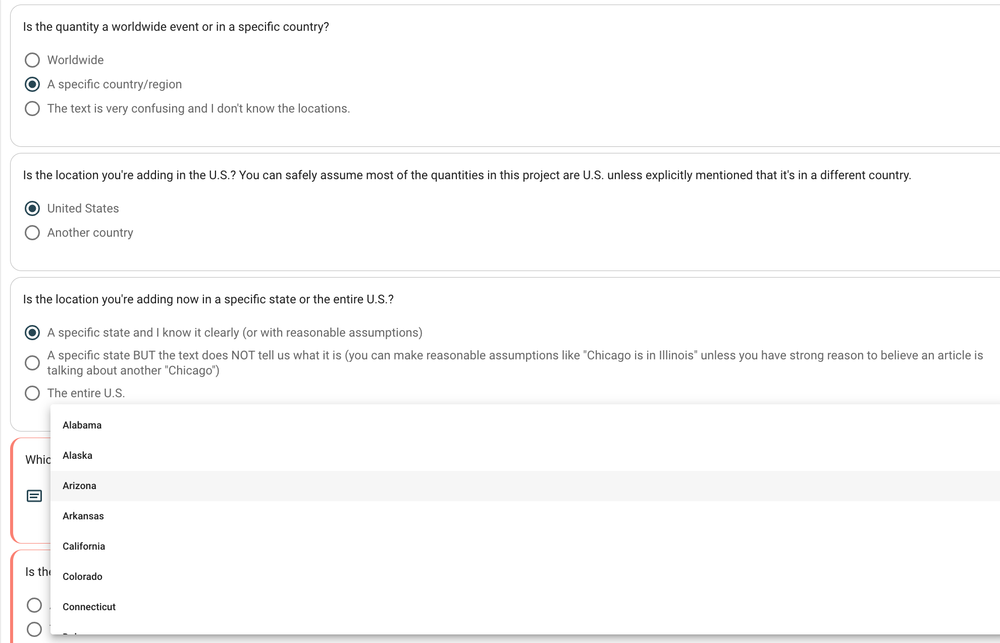 Is the quantity a worldwide event or in a specific country?
Worldwide
A specific country/region
The text is very confusing and I don't know the locations.
Is the location you're adding in the U.S.? You can safely assume most of the quantities in this project are U.S. unless explicitly mentioned that it's in a different country.
United States
Another country
Is the location you're adding now in a specific state or the entire U.S.?
A specific state and I know it clearly (or with reasonable assumptions)
A specific state BUT the text does NOT tell us what it is (you can make reasonable assumptions like "Chicago is in Illinois" unless you have strong reason to believe an article is
talking about another "Chicago")
The entire U.S.
Alabama
Alaska
Arizona
Arkansas
California
Colorado
Connecticut
Is